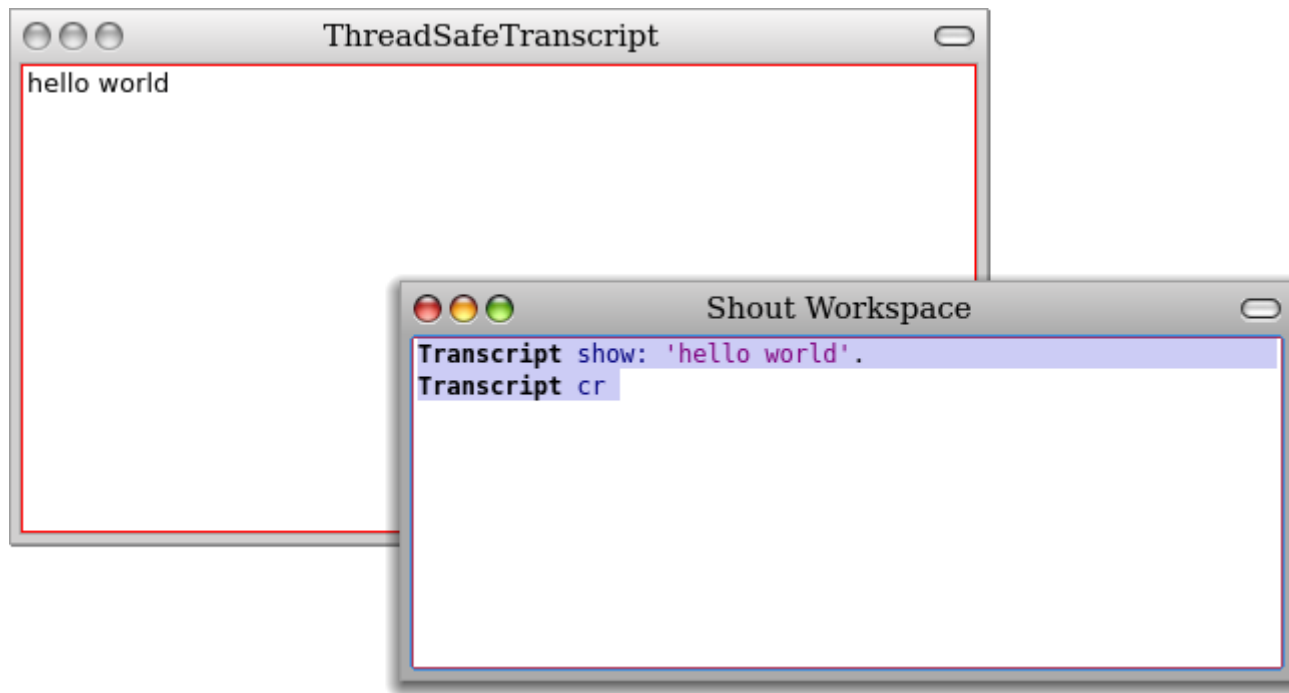 ThreadSafeTranscript
hello world
Shout Workspace
Transcript show: 'hello world'.
Transcript cr